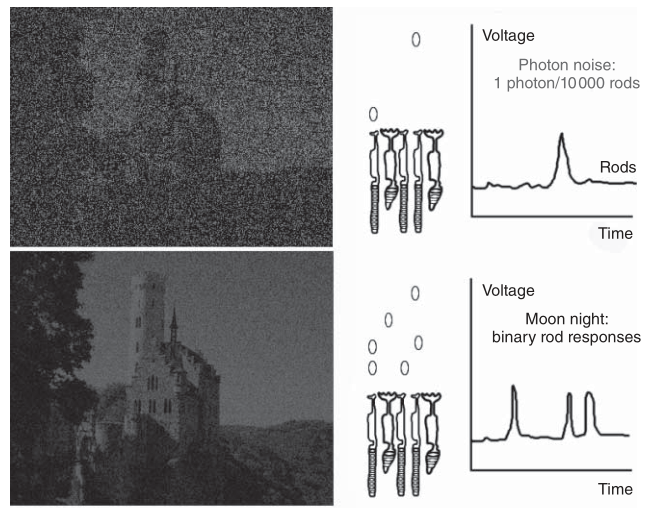 Voltage
Photon noise:
1 photon/10 000 rods
Rods
Time
Voltage
Moon night:
binary rod responses
Time